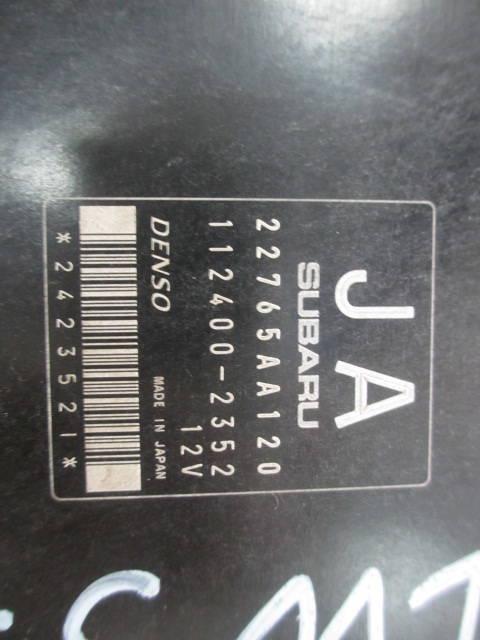 JA
SUBARU
22765AA120
112400-2352
12V
DENSO MADE IN JAPAN
*2423521*